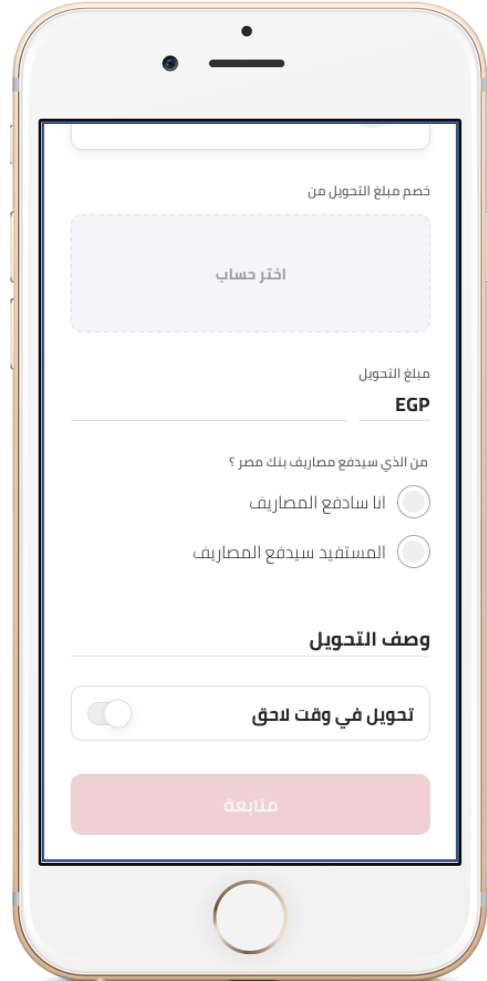 خصم مبلغ التحويل من
اختر حساب
مبلغ التحويل
EGP
من الذي سيدفع مصاريف بنك مصر ؟
انا سادفع المصاريف
المستفيد سيدفع المصاريف
وصف التحويل
تحويل في وقت لاحق
متابعة